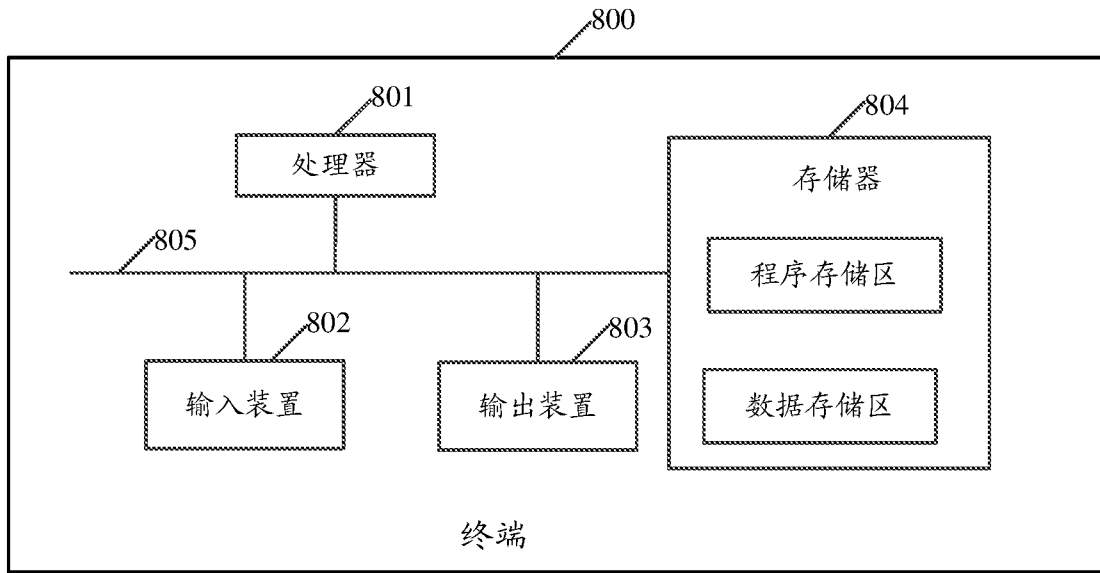 800
801
804
处理器
存储器
805
程序存储区
802
803
输入装置
输出装置
数据存储区
终端